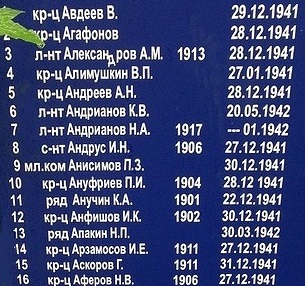 кр-ц Авдеев В. 29.12.1941
2 кр-ц Агафонов 28.12.1941
3 л-нт Александров А.М. 1913 28.12.1941
4 кр-ц Алимушкин В.П. 27.01.1941
5 кр-ц Андреев А.Н. 28.12.1941
6 л-нт Андрианов К.В. 20.05.1942
7 л-нт Андрианов Н.А. 1917 --- 01.1942
8 с-нт Андрус И.Н. 1906 27.12.1941
9 мл.ком Анисимов П.З. 30.12.1941
10 кр-ц Ануфриев П.И. 1904 28.12 1941
11 ряд Анучин К.А. 1901 22.12.1941
12 кр-ц Анфишов И.К. 1902 30.12.1941
13 ряд Апакин Н.П. 30.03.1942
14 кр-ц Арзамосов И.Е. 1911 27.12.1941
15 кр-ц Аскоров Г. 1911 31.12.1941
16 кр-ц Аферов Н.В. 1906 27.12.1941